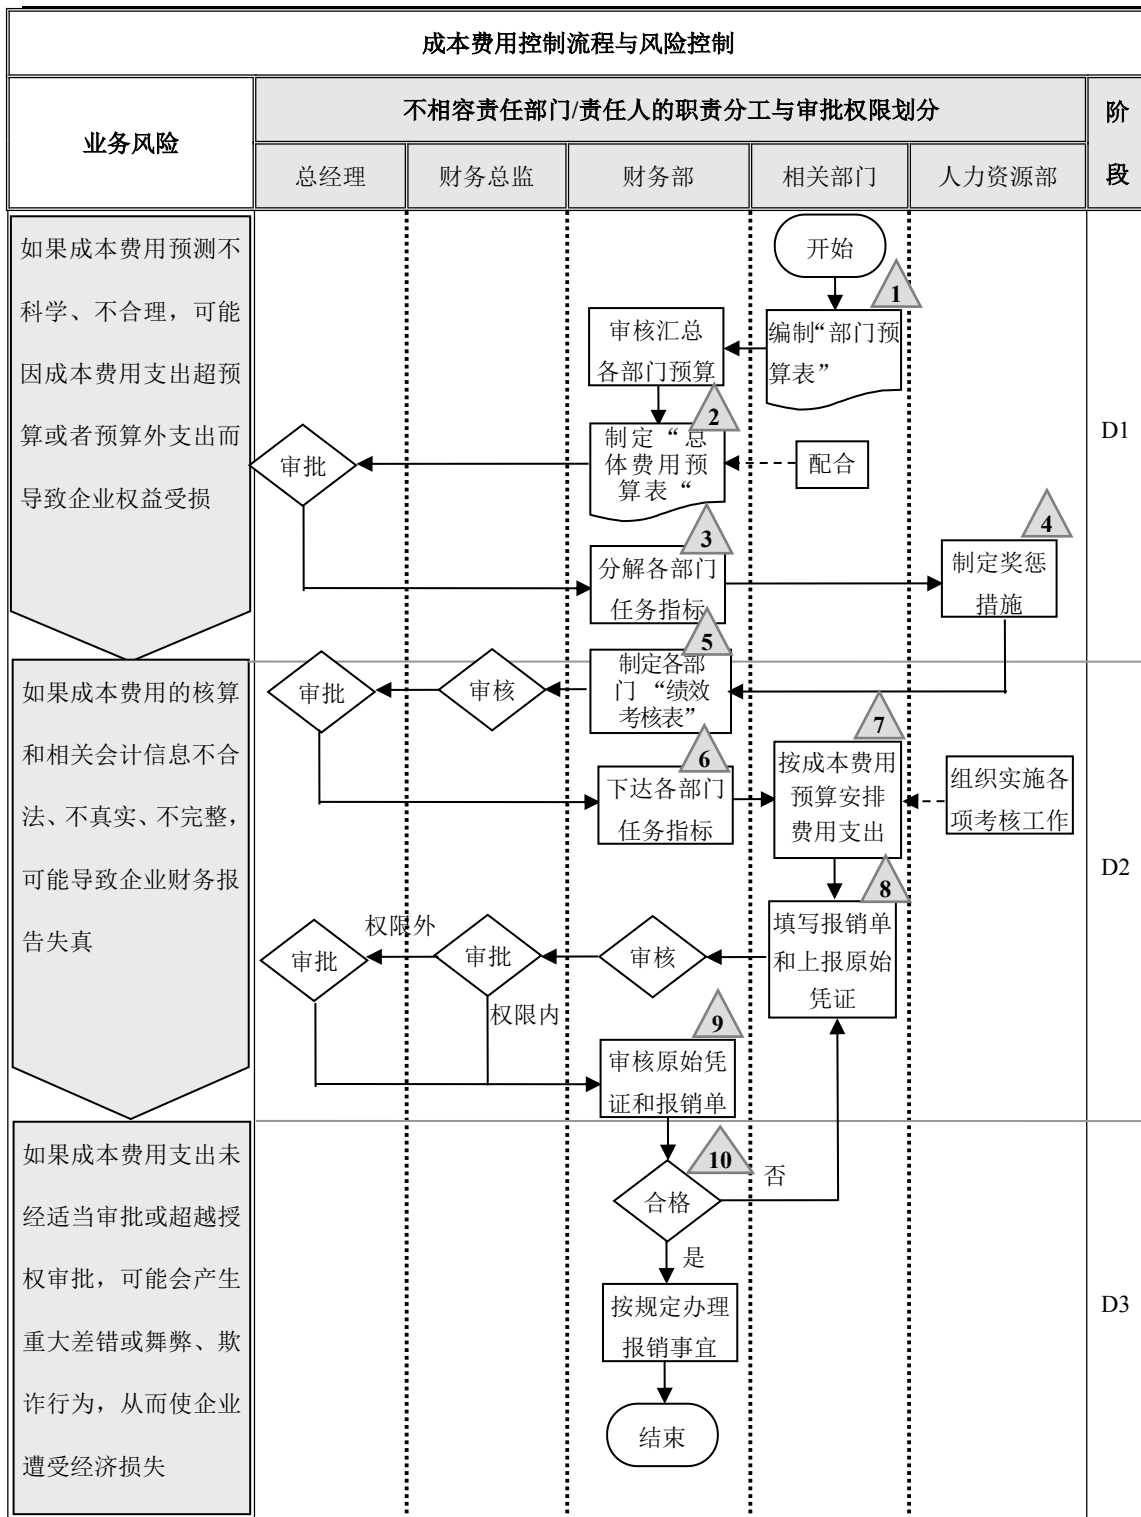 成本费用控制流程与风险控制
业务风险
不相容责任部门/责任人的职责分工与审批权限划分
阶
段
总经理
财务总监
财务部
相关部门
人力资源部
如果成本费用预测不
科学、不合理，可能
因成本费用支出超预
算或者预算外支出而
导致企业权益受损
开始
1
编制“部门预
算表”
审核汇总
各部门预算
2
制定“总
体费用预
算表“
配合
审批
D1
3
分解各部门
任务指标
4
制定奖惩
措施
如果成本费用的核算
和相关会计信息不合
法、不真实、不完整，
可能导致企业财务报
告失真
5
制定各部
门 “绩效
考核表”
审核
审批
6
下达各部门
任务指标
7
按成本费用
预算安排
费用支出
组织实施各
项考核工作
D2
8
填写报销单
和上报原始
凭证
审核
审批
权限外
审批
权限内
9
审核原始凭
证和报销单
如果成本费用支出未
经适当审批或超越授
权审批，可能会产生
重大差错或舞弊、欺
诈行为，从而使企业
遭受经济损失
10
合格
否
是
按规定办理
报销事宜
结束
D3